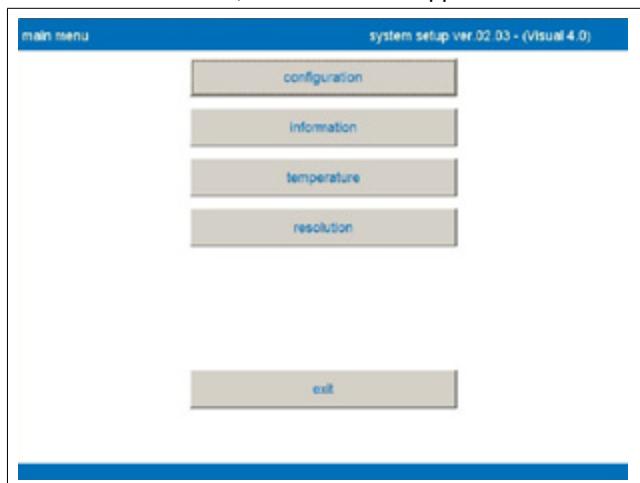 main menu system setup ver.02.03 - (Visual 4.0)
configuration
information
temperature
resolution
exit